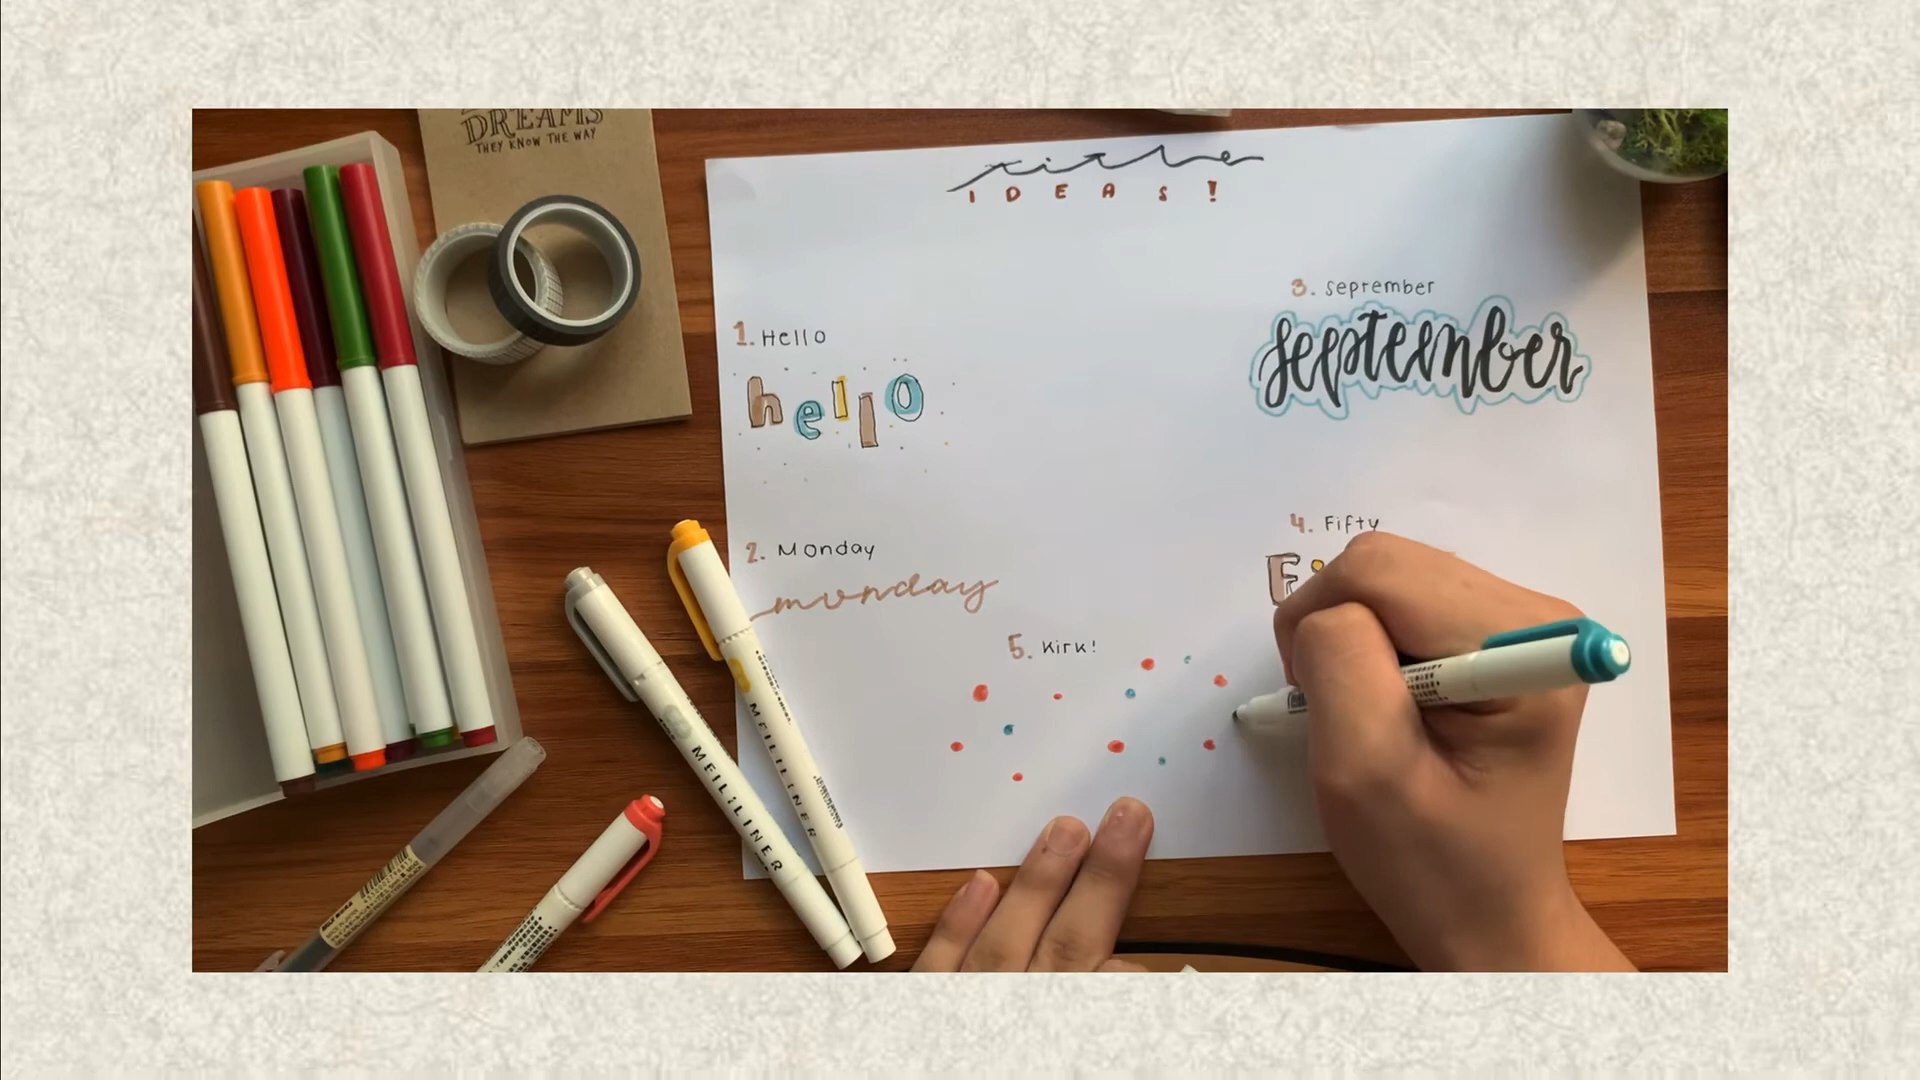 DREAMS
THEY KNOW THE WAY
title
IDEAS!
1. Hello
hello
2. Monday
monday
3. September
september
4. Fifty
Fi
5. Kirk!
MEILILINER
MEILILINER